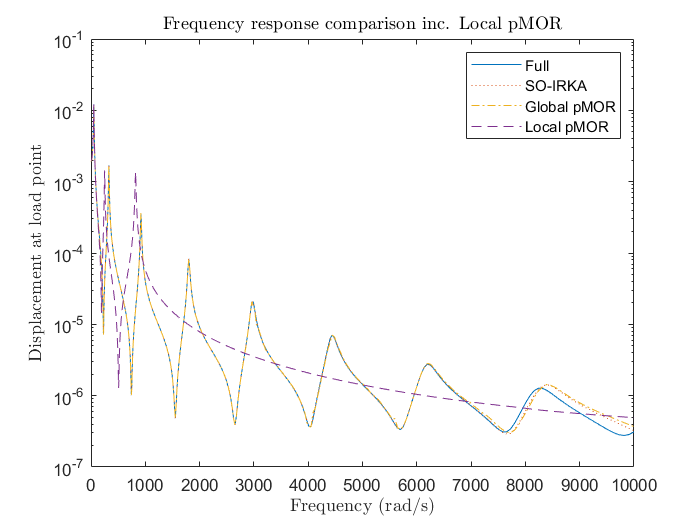 Frequency response comparison inc. Local pMOR
Displacement at load point
10^-1
10^-2
10^-3
10^-4
10^-5
10^-6
10^-7
Full
SO-IRKA
Global pMOR
Local pMOR
0 1000 2000 3000 4000 5000 6000 7000 8000 9000 10000
Frequency (rad/s)